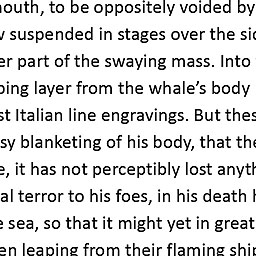 mouth, to be oppositely voided by
suspended in stages over the si
er part of the swaying mass. Into
ping layer from the whale’s body
st Italian line engravings. But thes
sy blanketing of his body, that the
e, it has not perceptibly lost anyth
al terror to his foes, in his death h
e sea, so that it might yet in great
en leaping from their flaming ship